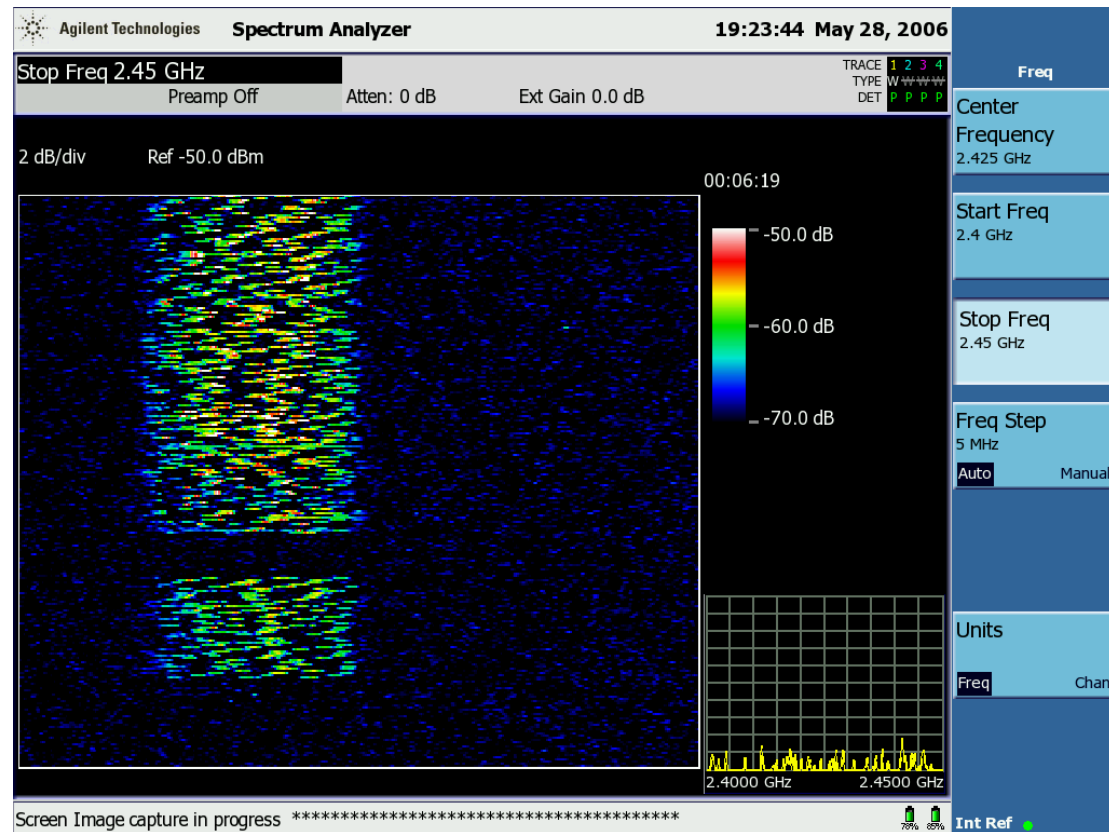 Agilent Technologies Spectrum Analyzer 19:23:44 May 28, 2006
Stop Freq 2.45 GHz
Preamp Off Atten: 0 dB Ext Gain 0.0 dB
TRACE 1 2 3 4
TYPE W W W W
DET P P P P
2 dB/div Ref -50.0 dBm
00:06:19
-50.0 dB
-60.0 dB
-70.0 dB
2.4000 GHz 2.4500 GHz
Screen Image capture in progress ****************************************
78% 85%
Freq
Center
Frequency
2.425 GHz
Start Freq
2.4 GHz
Stop Freq
2.45 GHz
Freq Step
5 MHz
Auto Manual
Units
Freq Chan
Int Ref